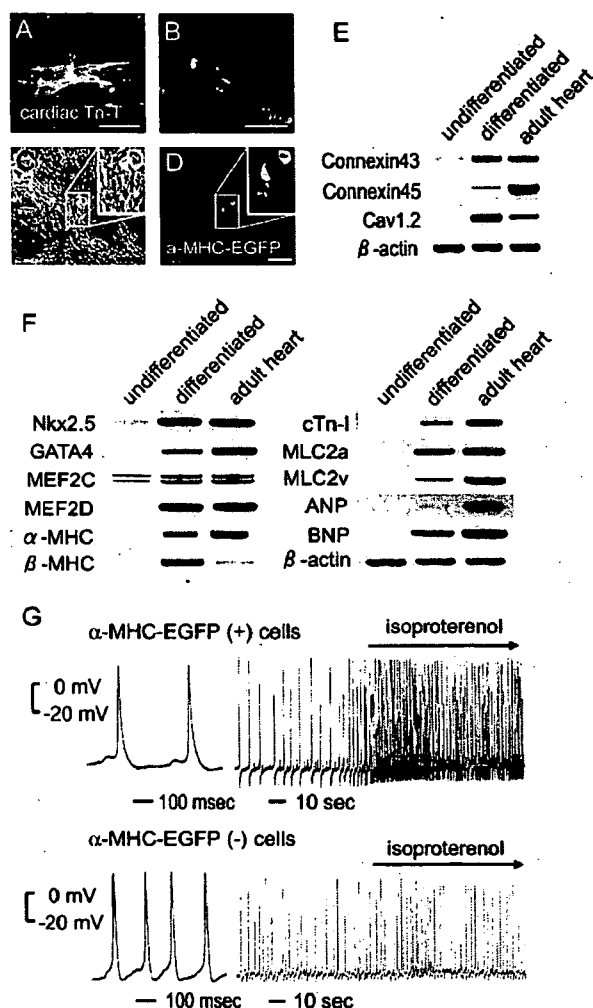 A
cardiac Tn-T
B
D
a-MHC-EGFP
E
undifferentiated
differentiated
adult heart
Connexin43
Connexin45
Cav1.2
β-actin
F
undifferentiated
differentiated
adult heart
Nkx2.5
GATA4
MEF2C
MEF2D
α-MHC
β-MHC
undifferentiated
differentiated
adult heart
cTn-I
MLC2a
MLC2v
ANP
BNP
β-actin
G
α-MHC-EGFP (+) cells
isoproterenol
0 mV
-20 mV
100 msec
10 sec
α-MHC-EGFP (-) cells
isoproterenol
0 mV
-20 mV
100 msec
10 sec